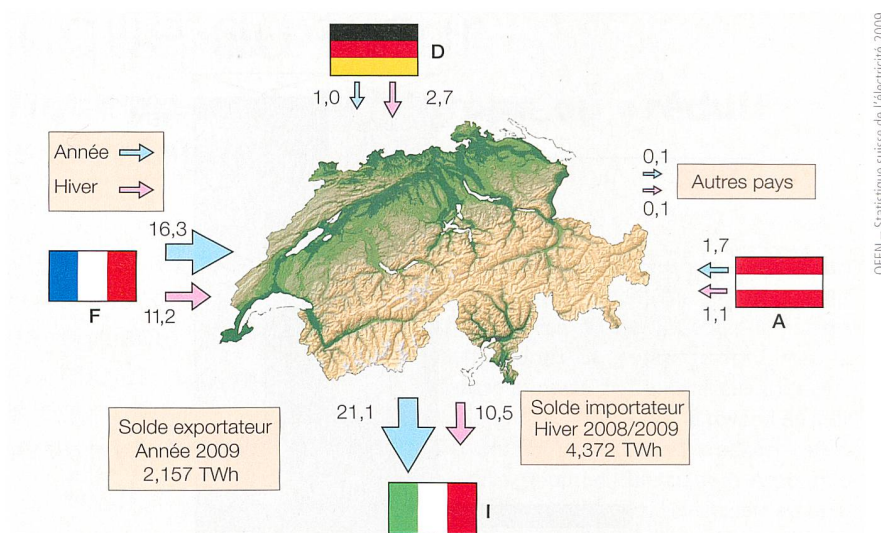 D
1,0
2,7
Année
Hiver
0,1
0,1
Autres pays
16,3
11,2
F
1,7
1,1
A
21,1
10,5
Solde exportateur
Année 2009
2,157 TWh
Solde importateur
Hiver 2008/2009
4,372 TWh
I
OFEN – Statistique suisse de l'électricité 2009